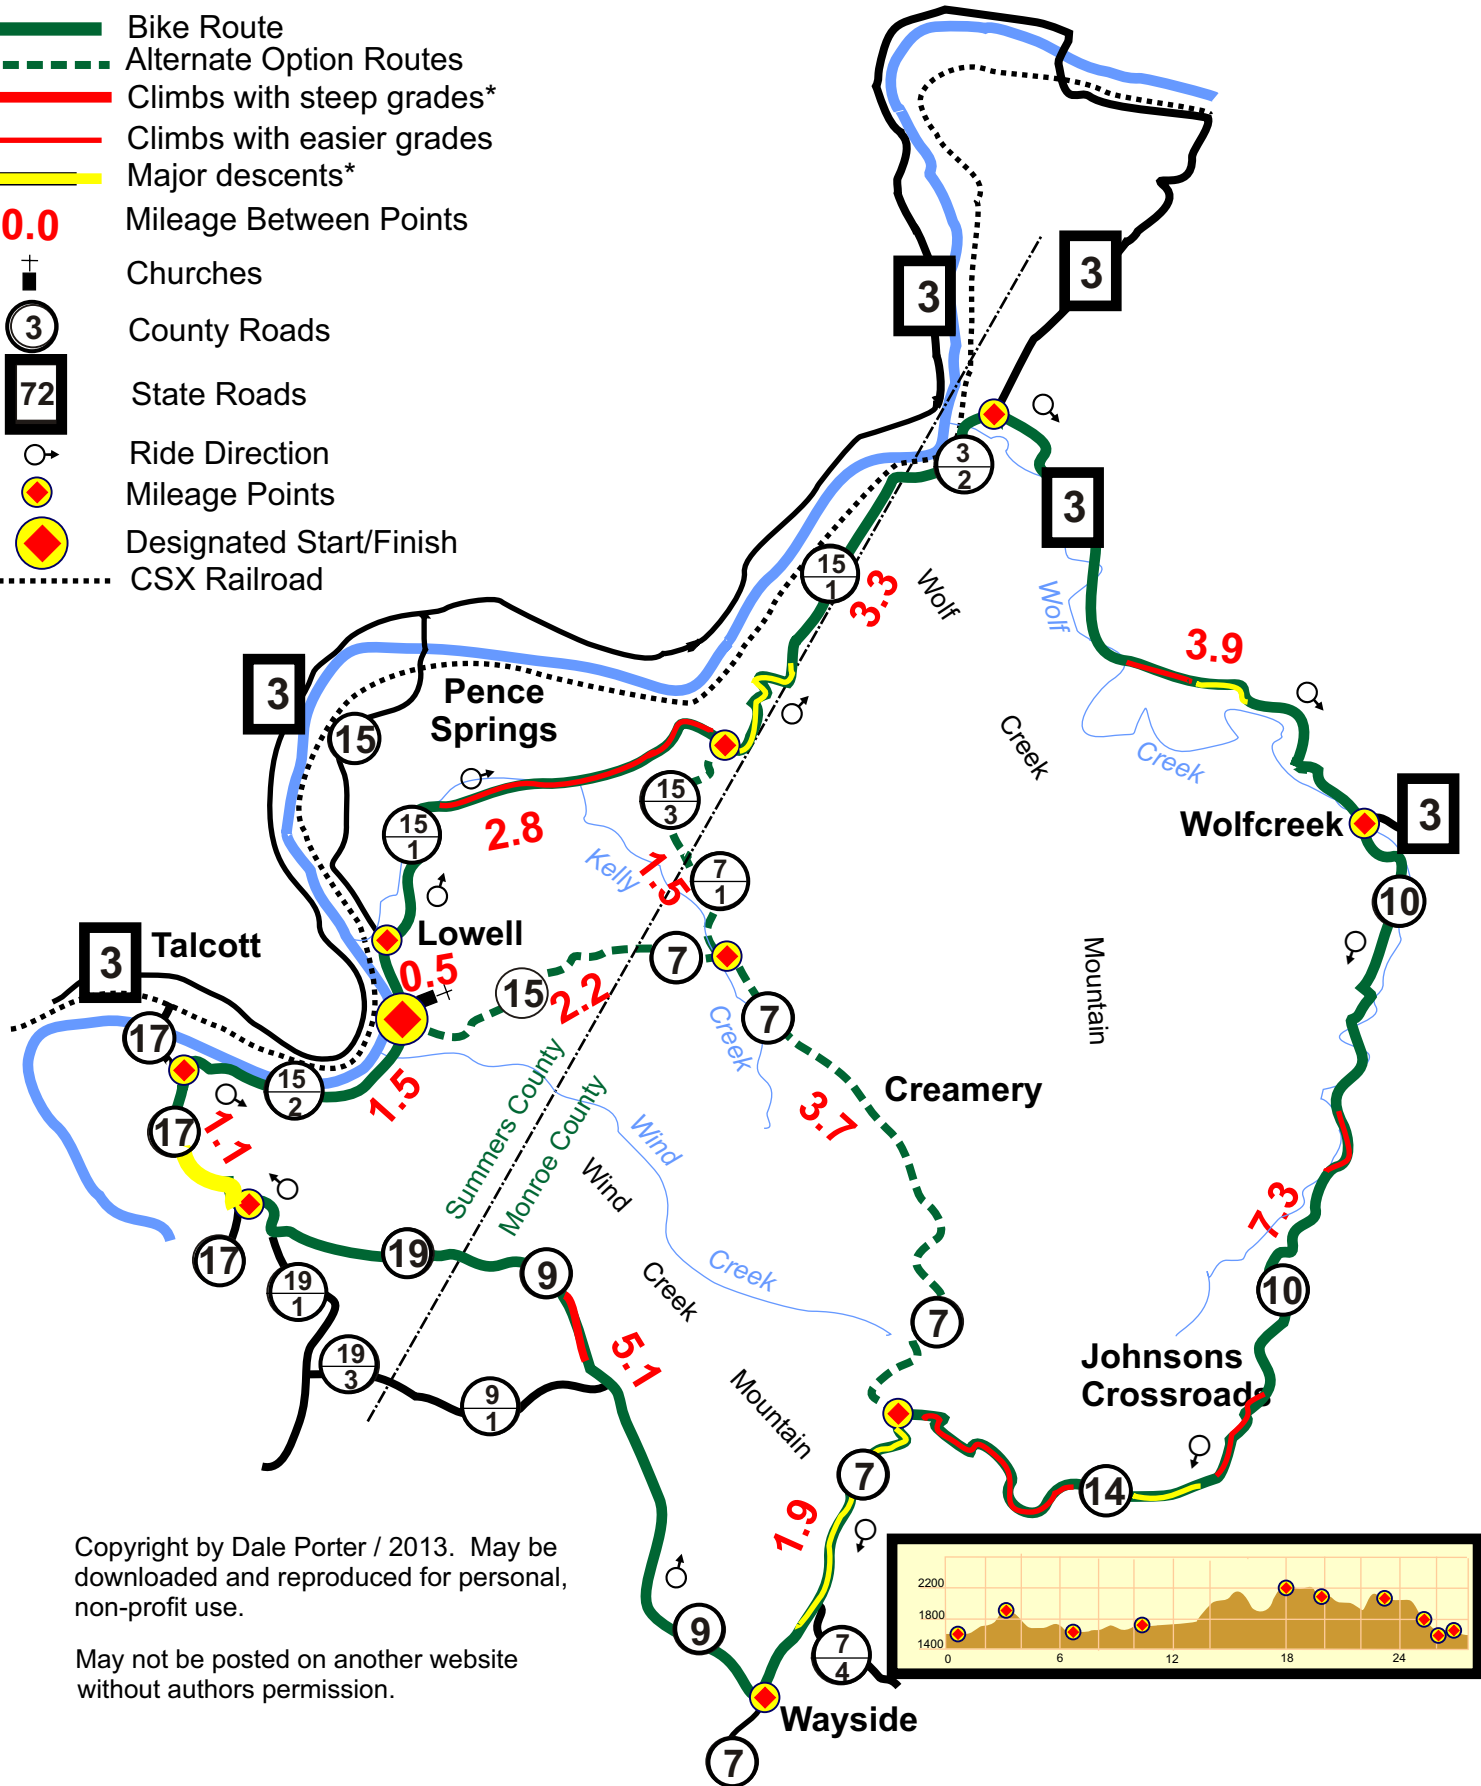 Bike Route
Alternate Option Routes
Climbs with steep grades*
Climbs with easier grades
Major descents*
0.0 Mileage Between Points
Churches
3 County Roads
72 State Roads
Ride Direction
Mileage Points
Designated Start/Finish
CSX Railroad
3
3
3
2
3
15
1
3.3
Wolf
Wolf
3.9
3
Pence
Springs
15
Creek
Creek
15
3
Wolfcreek
3
15
1
2.8
Kelly
1.5
7
1
10
Talcott
3
Lowell
0.5
15
2.2
7
Mountain
17
7
Creek
15
2
1.5
Creamery
3.7
17
1.1
Summers County
Monroe County
Wind
Wind
7.3
17
19
9
Creek
Creek
10
19
1
7
19
3
5.1
Johnsons
Crossroads
9
1
Mountain
7
14
1.9
Copyright by Dale Porter / 2013. May be
downloaded and reproduced for personal,
non-profit use.
May not be posted on another website
without authors permission.
9
7
4
2200
1800
1400
0 6 12 18 24
Wayside
7